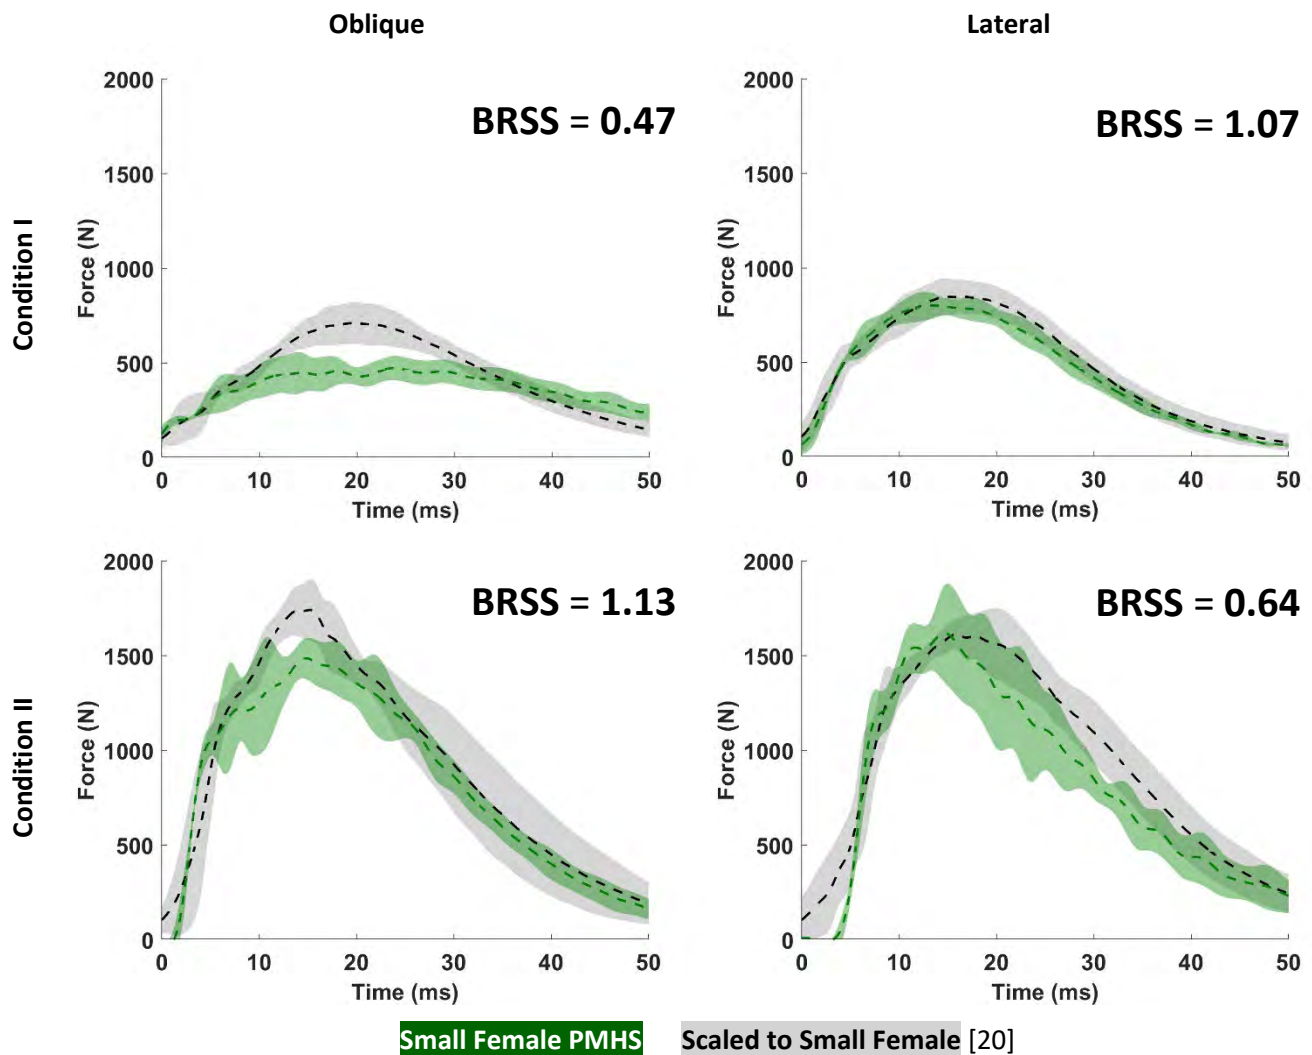 Oblique
Lateral
Condition I
2000
1500
1000
500
0
Force (N)
BRSS = 0.47
0 10 20 30 40 50
Time (ms)
2000
1500
1000
500
0
Force (N)
BRSS = 1.07
0 10 20 30 40 50
Time (ms)
Condition II
2000
1500
1000
500
0
Force (N)
BRSS = 1.13
0 10 20 30 40 50
Time (ms)
2000
1500
1000
500
0
Force (N)
BRSS = 0.64
0 10 20 30 40 50
Time (ms)
Small Female PMHS Scaled to Small Female [20]